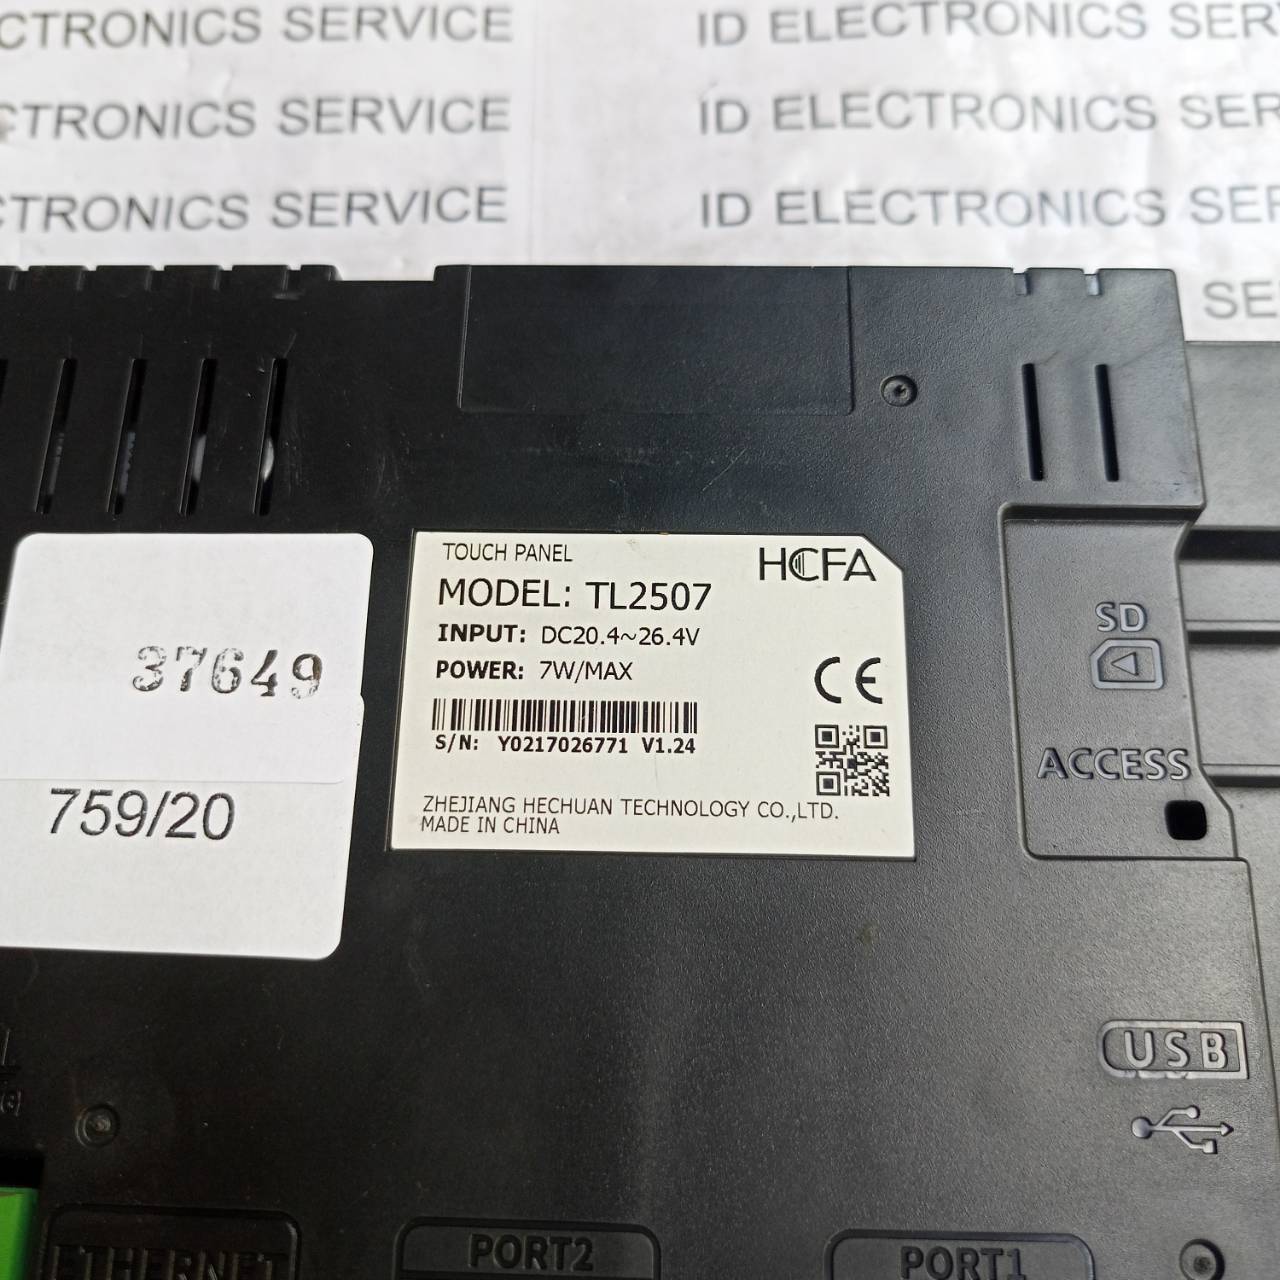 CTRONICS SERVICE ID ELECTRONICS SER
CTRONICS SERVICE ID ELECTRONICS SER
CTRONICS SERVICE ID ELECTRONICS SER
SE
TOUCH PANEL
HCFA
MODEL: TL2507
INPUT: DC20.4~26.4V
POWER: 7W/MAX
CE
S/N: Y0217026771 V1.24
ZHEJIANG HECHUAN TECHNOLOGY CO.,LTD.
MADE IN CHINA
37649
759/20
SD
ACCESS
USB
ETHERNET
PORT2
PORT1